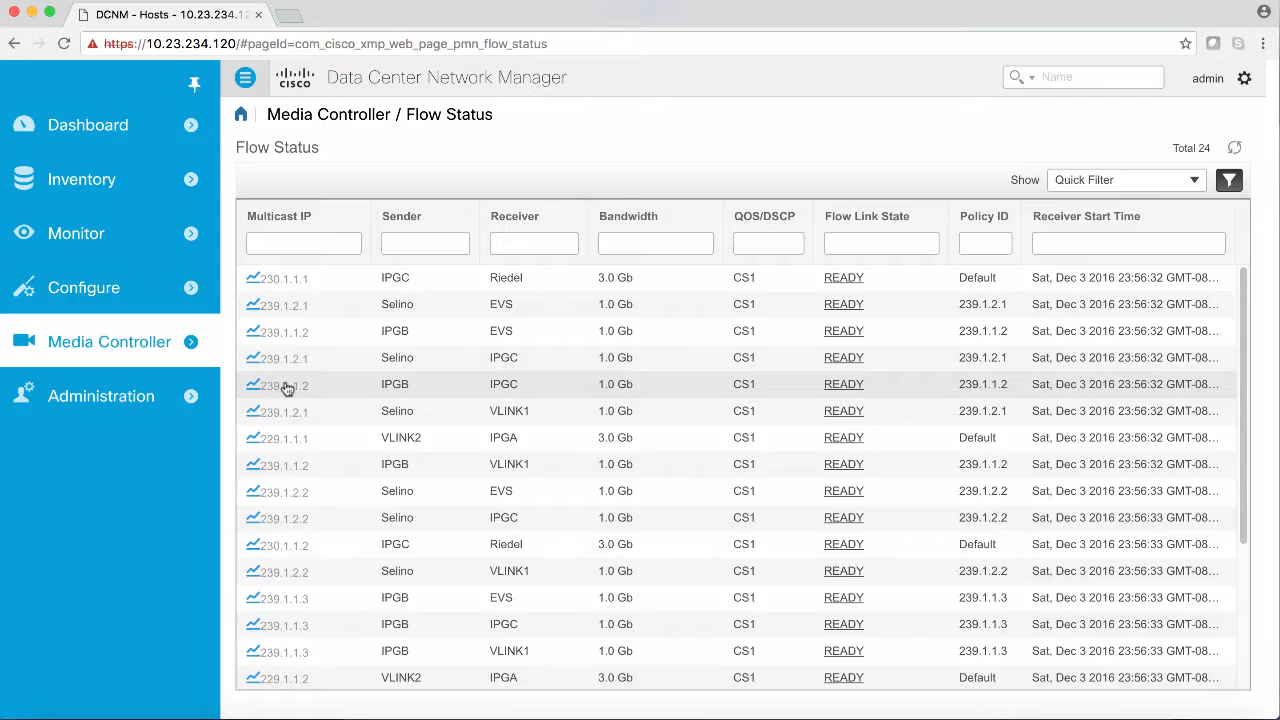 DCNM - Hosts - 10.23.234.12
https://10.23.234.120/#pageId=com_cisco_xmp_web_page_pmn_flow_status
cisco Data Center Network Manager Name admin
Media Controller / Flow Status
Dashboard
Inventory
Monitor
Configure
Media Controller
Administration
Flow Status Total 24
Show Quick Filter
Multicast IP Sender Receiver Bandwidth QOS/DSCP Flow Link State Policy ID Receiver Start Time
230.1.1.1 IPGC Riedel 3.0 Gb CS1 READY Default Sat, Dec 3 2016 23:56:32 GMT-08...
239.1.2.1 Selino EVS 1.0 Gb CS1 READY 239.1.2.1 Sat, Dec 3 2016 23:56:32 GMT-08...
239.1.1.2 IPGB EVS 1.0 Gb CS1 READY 239.1.1.2 Sat, Dec 3 2016 23:56:32 GMT-08...
239.1.2.1 Selino IPGC 1.0 Gb CS1 READY 239.1.2.1 Sat, Dec 3 2016 23:56:32 GMT-08...
239.1.1.2 IPGB IPGC 1.0 Gb CS1 READY 239.1.1.2 Sat, Dec 3 2016 23:56:32 GMT-08...
239.1.2.1 Selino VLINK1 1.0 Gb CS1 READY 239.1.2.1 Sat, Dec 3 2016 23:56:32 GMT-08...
229.1.1.1 VLINK2 IPGA 3.0 Gb CS1 READY Default Sat, Dec 3 2016 23:56:32 GMT-08...
239.1.1.2 IPGB VLINK1 1.0 Gb CS1 READY 239.1.1.2 Sat, Dec 3 2016 23:56:32 GMT-08...
239.1.2.2 Selino EVS 1.0 Gb CS1 READY 239.1.2.2 Sat, Dec 3 2016 23:56:33 GMT-08...
239.1.2.2 Selino IPGC 1.0 Gb CS1 READY 239.1.2.2 Sat, Dec 3 2016 23:56:33 GMT-08...
230.1.1.2 IPGC Riedel 3.0 Gb CS1 READY Default Sat, Dec 3 2016 23:56:33 GMT-08...
239.1.2.2 Selino VLINK1 1.0 Gb CS1 READY 239.1.2.2 Sat, Dec 3 2016 23:56:33 GMT-08...
239.1.1.3 IPGB EVS 1.0 Gb CS1 READY 239.1.1.3 Sat, Dec 3 2016 23:56:33 GMT-08...
239.1.1.3 IPGB IPGC 1.0 Gb CS1 READY 239.1.1.3 Sat, Dec 3 2016 23:56:33 GMT-08...
239.1.1.3 IPGB VLINK1 1.0 Gb CS1 READY 239.1.1.3 Sat, Dec 3 2016 23:56:33 GMT-08...
229.1.1.2 VLINK2 IPGA 3.0 Gb CS1 READY Default Sat, Dec 3 2016 23:56:33 GMT-08...